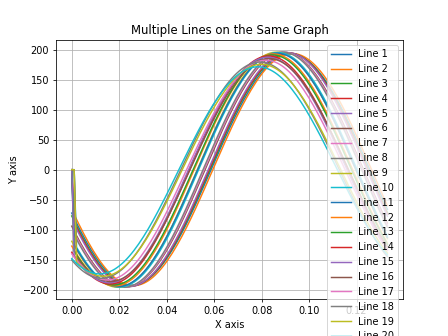 Multiple Lines on the Same Graph
Y axis
200
150
100
50
0
−50
−100
−150
−200
0.00
0.02
0.04
0.06
0.08
0.10
X axis
Line 1
Line 2
Line 3
Line 4
Line 5
Line 6
Line 7
Line 8
Line 9
Line 10
Line 11
Line 12
Line 13
Line 14
Line 15
Line 16
Line 17
Line 18
Line 19
Line 20